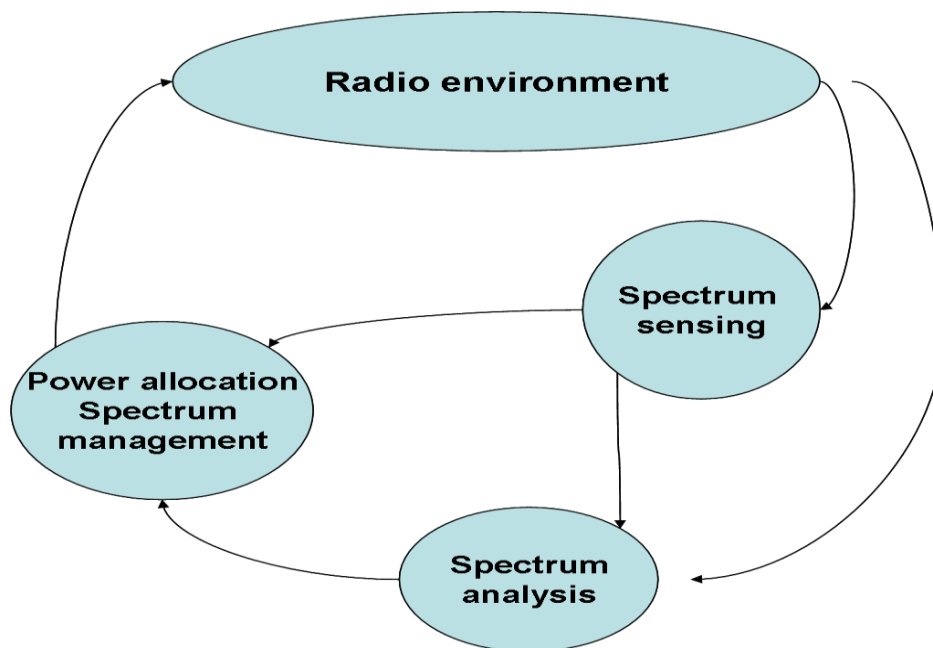 Radio environment
Spectrum
sensing
Power allocation
Spectrum
management
Spectrum
analysis